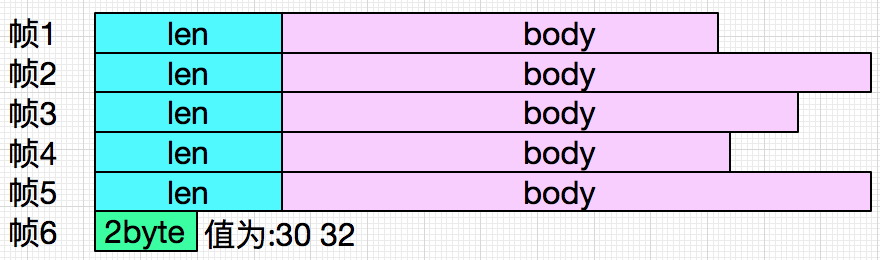 帧1 len body
帧2 len body
帧3 len body
帧4 len body
帧5 len body
帧6 2byte 值为:30 32